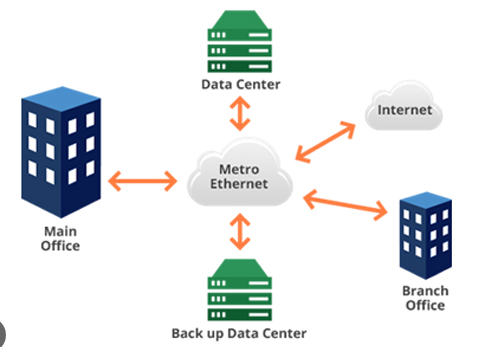 Data Center
Internet
Metro
Ethernet
Main
Office
Branch
Office
Back up Data Center